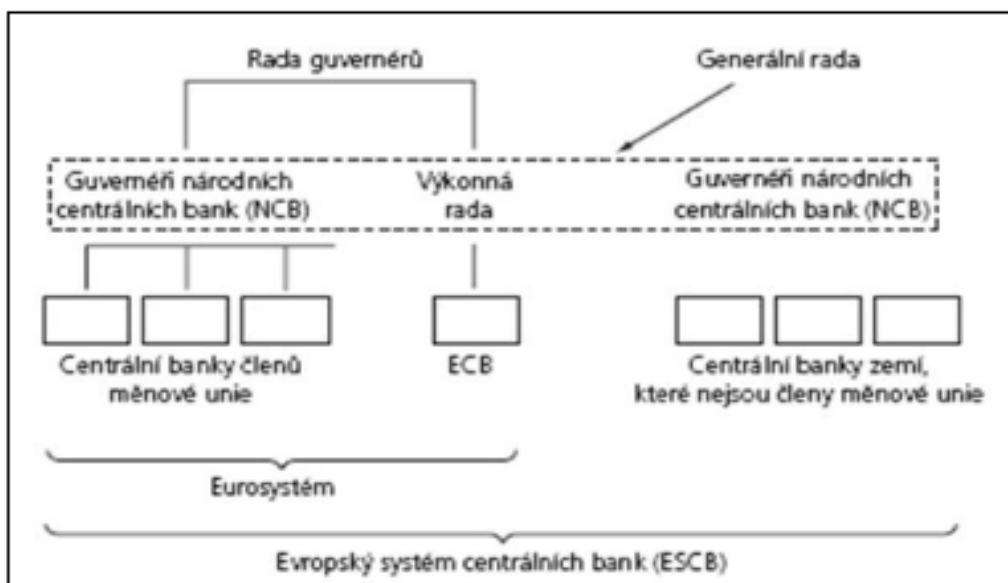 Rada guvernérů
Generální rada
Guvernéři národních
centrálních bank (NCB)
Výkonná
rada
Guvernéři národních
centrálních bank (NCB)
Centrální banky členů
měnové unie
ECB
Centrální banky zemí,
které nejsou členy měnové unie
Eurosystém
Evropský systém centrálních bank (ESCB)